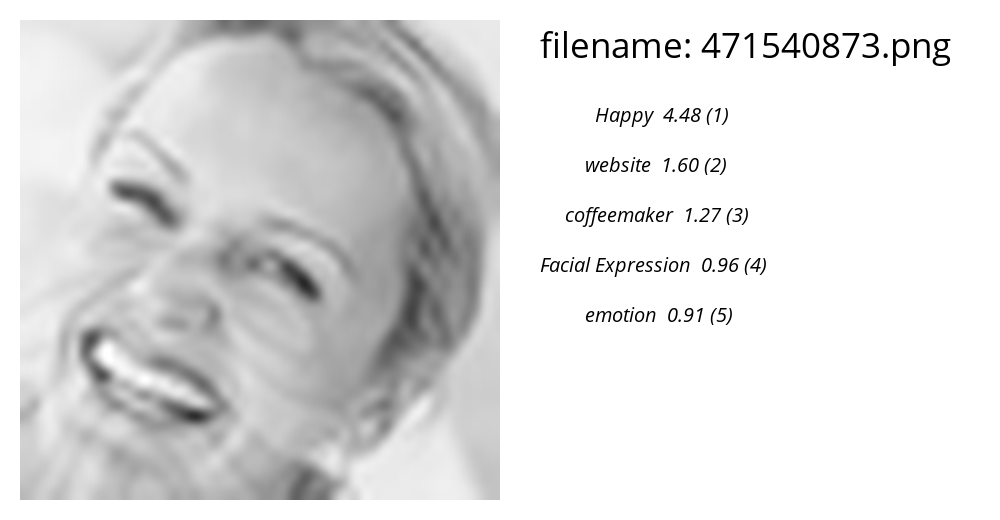 filename: 471540873.png
Happy 4.48 (1)
website 1.60 (2)
coffeemaker 1.27 (3)
Facial Expression 0.96 (4)
emotion 0.91 (5)